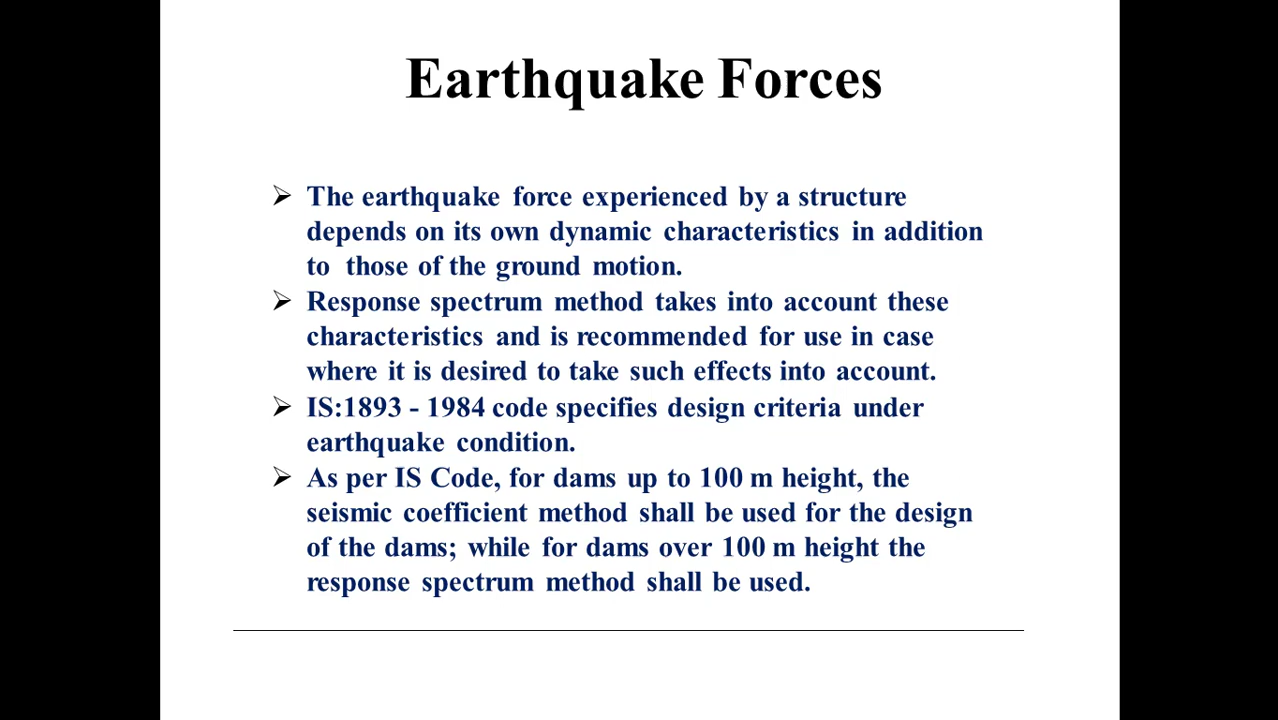 Earthquake Forces
➢ The earthquake force experienced by a structure
depends on its own dynamic characteristics in addition
to those of the ground motion.
➢ Response spectrum method takes into account these
characteristics and is recommended for use in case
where it is desired to take such effects into account.
➢ IS:1893 - 1984 code specifies design criteria under
earthquake condition.
➢ As per IS Code, for dams up to 100 m height, the
seismic coefficient method shall be used for the design
of the dams; while for dams over 100 m height the
response spectrum method shall be used.